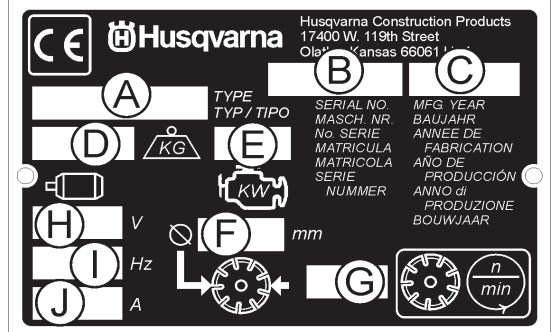 CE
Husqvarna
Husqvarna Construction Products
17400 W. 119th Street
Kansas 66061
A
TYPE
TYP / TIPO
B
SERIAL NO.
MASCH. NR.
No. SERIE
MATRICULA
MATRICOLA
SERIE
NUMMER
C
MFG. YEAR
BAUJAHR
ANNEE DE
FABRICATION
AÑO DE
PRODUCCIÓN
ANNO di
PRODUZIONE
BOUWJAAR
D
KG
E
KW
H
V
F
mm
I
Hz
J
A
G
n
min